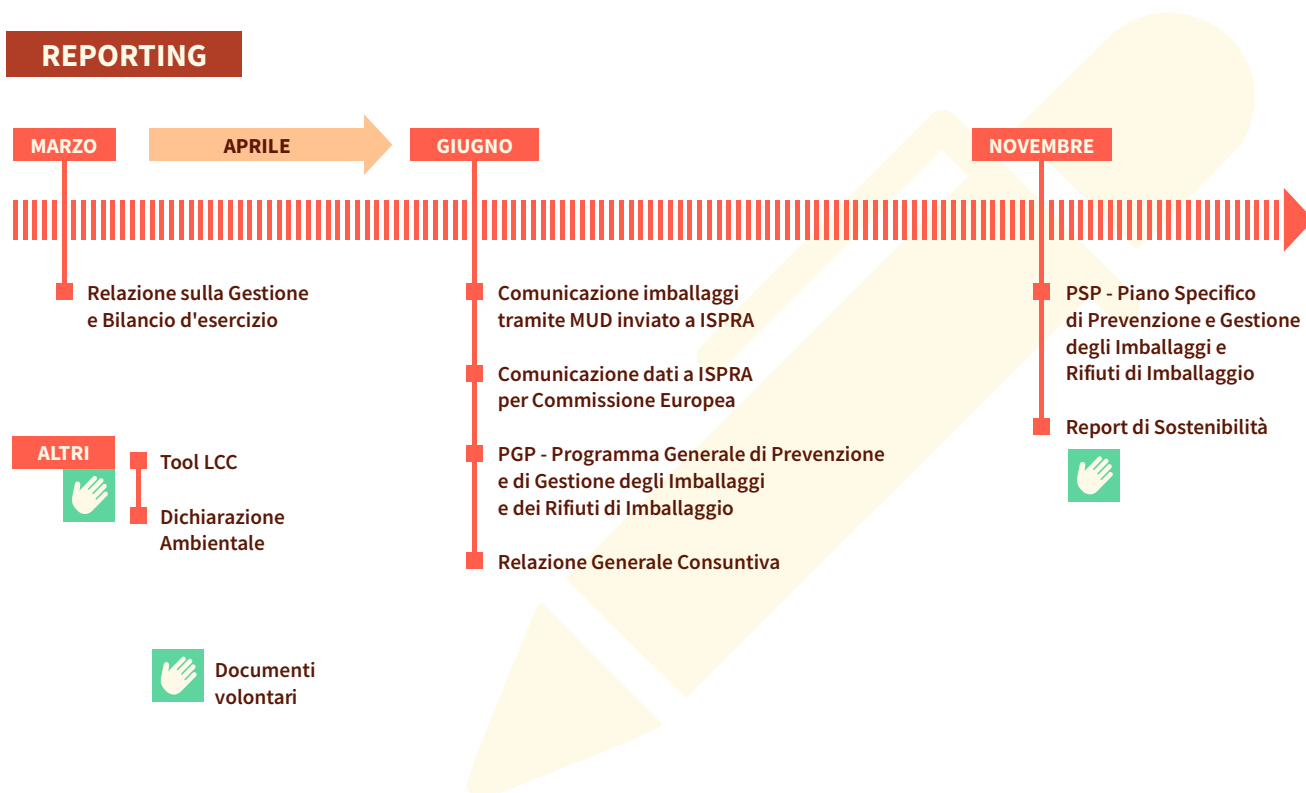 REPORTING
MARZO
APRILE
GIUGNO
NOVEMBRE
Relazione sulla Gestione
e Bilancio d'esercizio
Comunicazione imballaggi
tramite MUD inviato a ISPRA
Comunicazione dati a ISPRA
per Commissione Europea
PGP - Programma Generale di Prevenzione
e di Gestione degli Imballaggi
e dei Rifiuti di Imballaggio
Relazione Generale Consuntiva
PSP - Piano Specifico
di Prevenzione e Gestione
degli Imballaggi e
Rifiuti di Imballaggio
Report di Sostenibilità
ALTRI
Tool LCC
Dichiarazione
Ambientale
Documenti
volontari